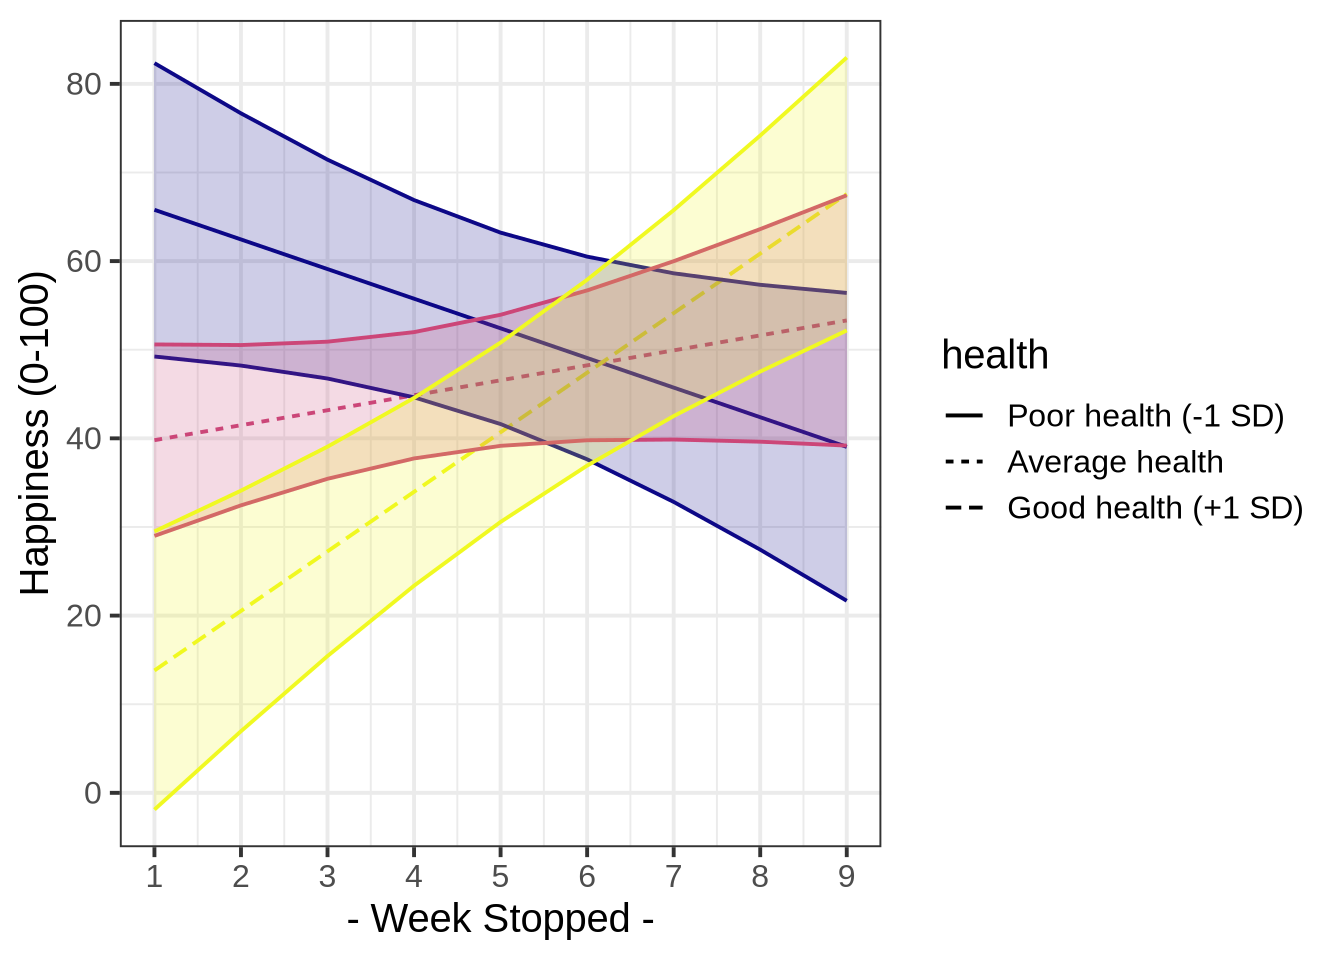 80
60
40
20
0
Happiness (0-100)
1 2 3 4 5 6 7 8 9
- Week Stopped -
health
Poor health (-1 SD)
Average health
Good health (+1 SD)